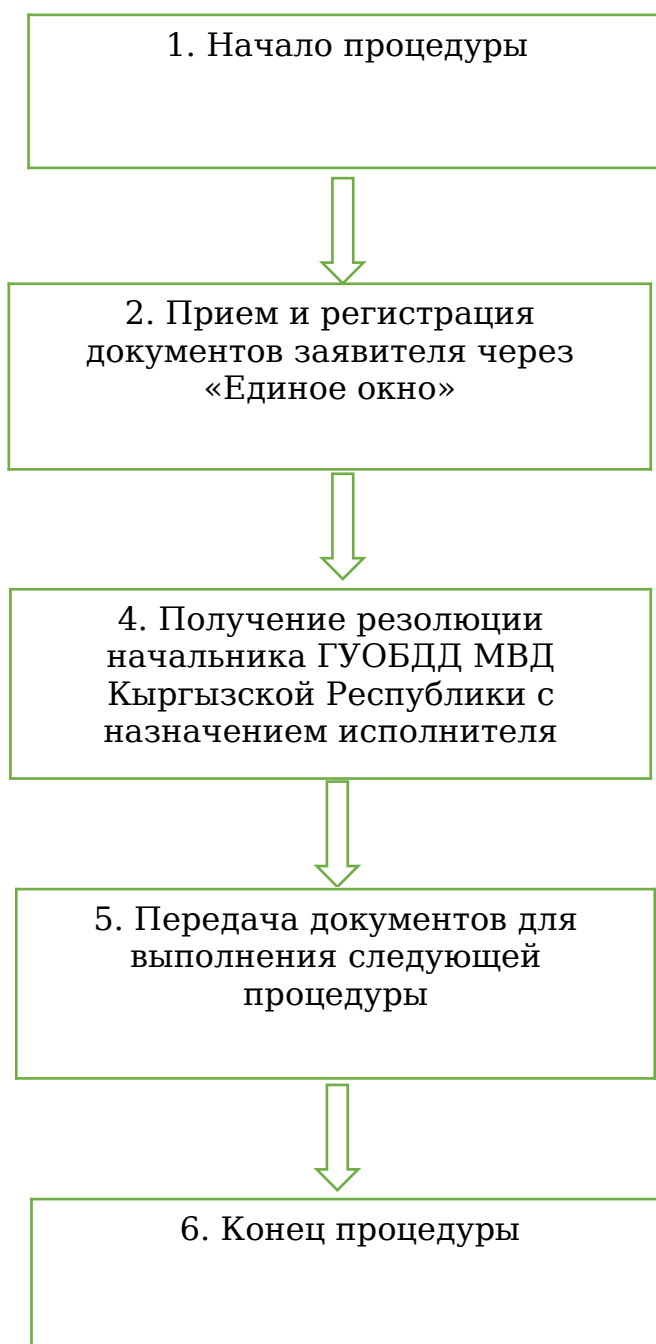 1. Начало процедуры
2. Прием и регистрация
документов заявителя через
«Единое окно»
4. Получение резолюции
начальника ГУОБДД МВД
Кыргызской Республики с
назначением исполнителя
5. Передача документов для
выполнения следующей
процедуры
6. Конец процедуры